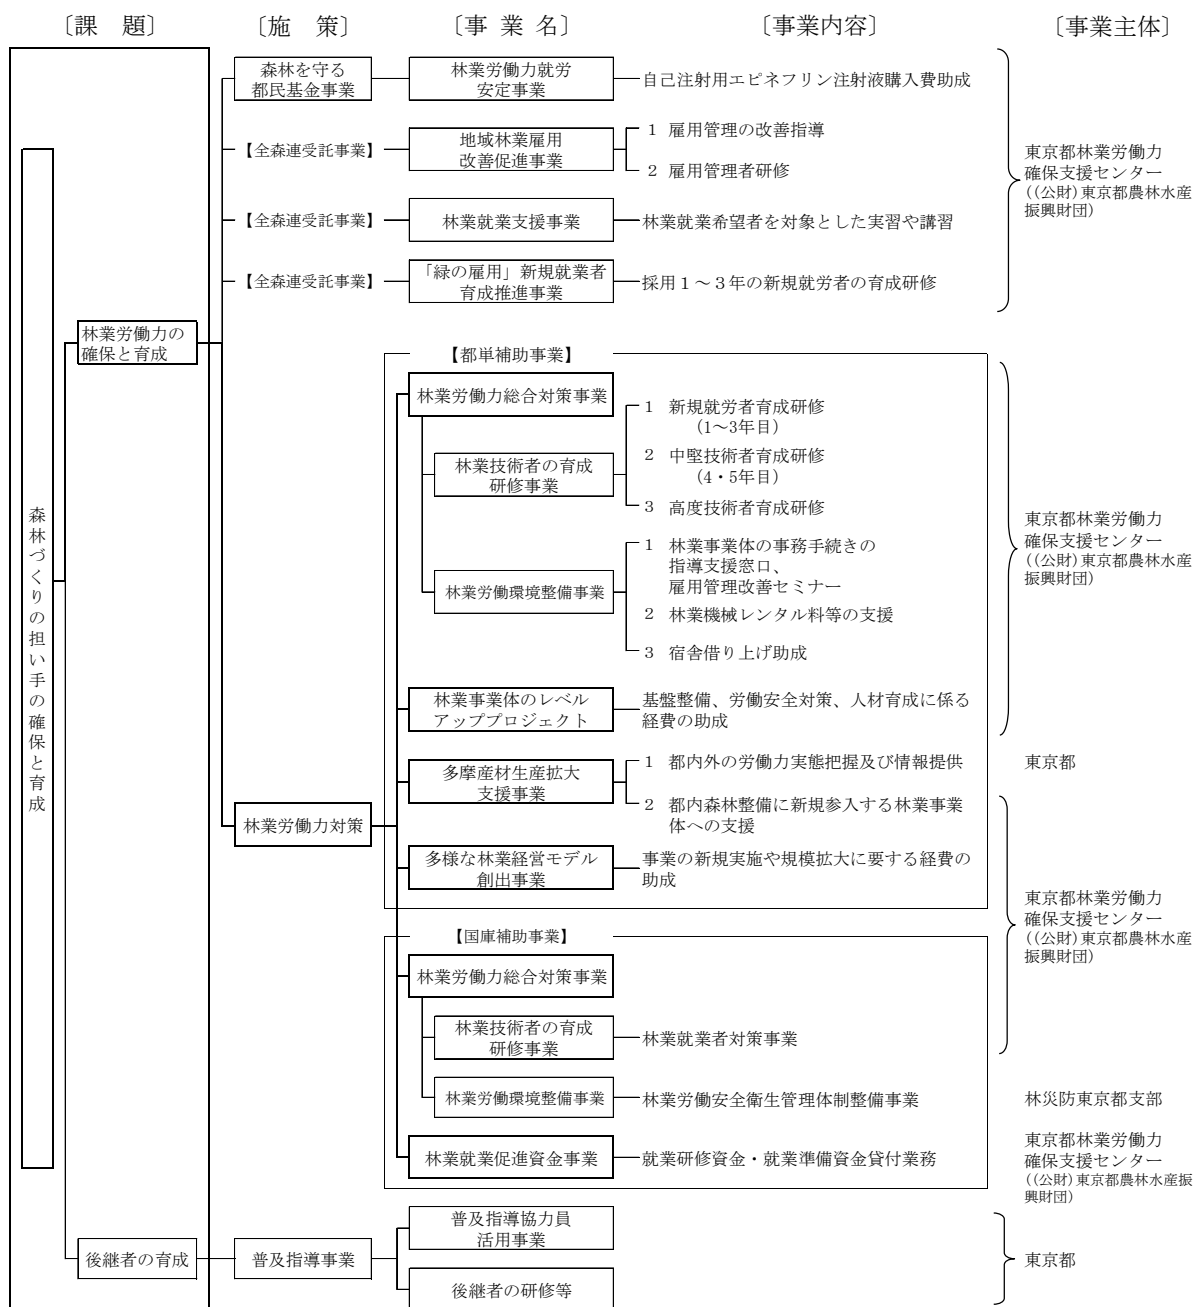 〔課　題〕
〔施　策〕
〔事 業 名〕
〔事業内容〕
〔事業主体〕
森林づくりの担い手の確保と育成
林業労働力の
確保と育成
森林を守る
都民基金事業
林業労働力就労
安定事業
自己注射用エピネフリン注射液購入費助成
【全森連受託事業】
地域林業雇用
改善促進事業
1 雇用管理の改善指導
2 雇用管理者研修
【全森連受託事業】
林業就業支援事業
林業就業希望者を対象とした実習や講習
【全森連受託事業】
「緑の雇用」新規就業者
育成推進事業
採用１～３年の新規就労者の育成研修
東京都林業労働力
確保支援センター
((公財)東京都農林水産
振興財団)
林業労働力対策
【都単補助事業】
林業労働力総合対策事業
林業技術者の育成
研修事業
1 新規就労者育成研修
（1～3年目）
2 中堅技術者育成研修
（4・5年目）
3 高度技術者育成研修
林業労働環境整備事業
1 林業事業体の事務手続きの
指導支援窓口、
雇用管理改善セミナー
2 林業機械レンタル料等の支援
3 宿舎借り上げ助成
林業事業体のレベル
アッププロジェクト
基盤整備、労働安全対策、人材育成に係る
経費の助成
東京都林業労働力
確保支援センター
((公財)東京都農林水産
振興財団)
多摩産材生産拡大
支援事業
1 都内外の労働力実態把握及び情報提供
東京都
2 都内森林整備に新規参入する林業事業
体への支援
多様な林業経営モデル
創出事業
事業の新規実施や規模拡大に要する経費の
助成
【国庫補助事業】
林業労働力総合対策事業
林業技術者の育成
研修事業
林業就業者対策事業
東京都林業労働力
確保支援センター
((公財)東京都農林水産
振興財団)
林業労働環境整備事業
林業労働安全衛生管理体制整備事業
林災防東京都支部
林業就業促進資金事業
就業研修資金・就業準備資金貸付業務
東京都林業労働力
確保支援センター
((公財)東京都農林水産振
興財団)
後継者の育成
普及指導事業
普及指導協力員
活用事業
後継者の研修等
東京都